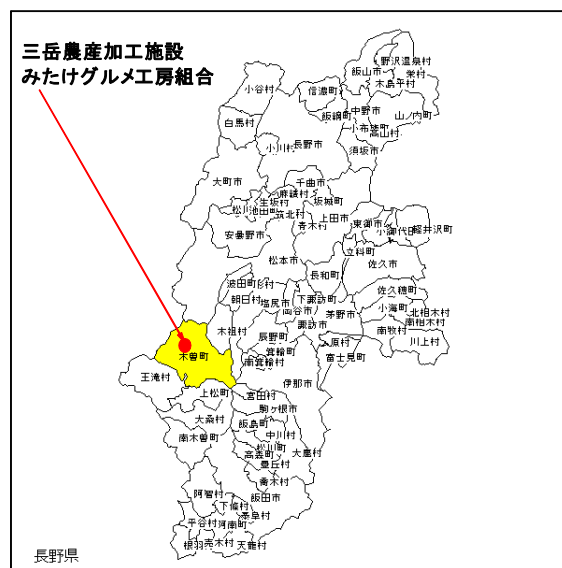 三岳農産加工施設
みたけグルメ工房組合
野沢温泉村
飯山市
栄村
木島平村
小谷村
信濃町
飯綱町
中野市
山ノ内町
小布施町
高山村
白馬村
小川村
長野市
須坂市
大町市
千曲市
麻績村
生坂村
坂城町
松川村
池田町
筑北村
上田市
青木村
東御市
小諸市
御代田町
軽井沢町
安曇野市
松本市
立科町
佐久市
長和町
波田町
山形村
朝日村
塩尻市
下諏訪町
岡谷市
諏訪市
茅野市
佐久穂町
小海町
北相木村
南相木村
南牧村
川上村
木祖村
辰野町
箕輪町
南箕輪村
原村
富士見町
木曽町
王滝村
伊那市
上松町
宮田村
駒ヶ根市
大桑村
飯島町
南木曽町
中川村
松川町
大鹿村
高森町
豊丘村
喬木村
阿智村
飯田市
下條村
泰阜村
平谷村
阿南町
根羽村
売木村
天龍村
長野県